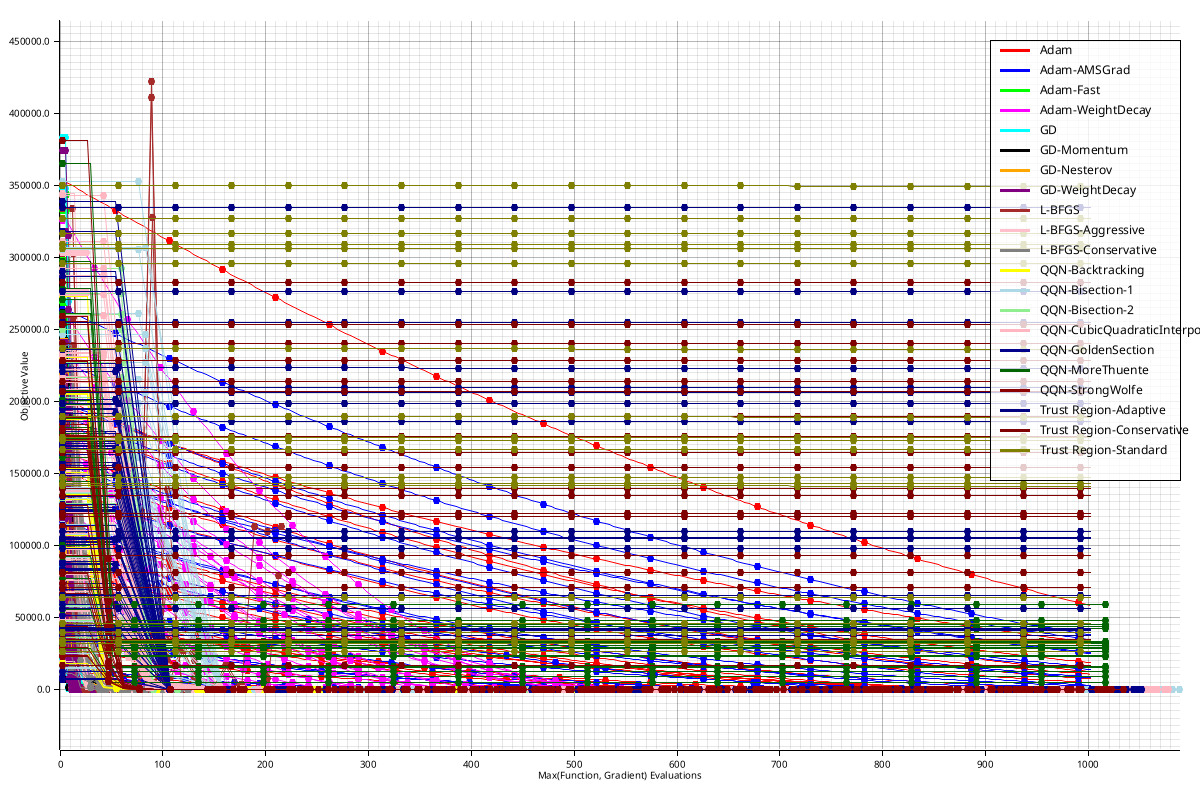 450000.0
400000.0
350000.0
300000.0
250000.0
200000.0
150000.0
100000.0
50000.0
0.0
Objective Value
0 100 200 300 400 500 600 700 800 900 1000
Max(Function, Gradient) Evaluations
Adam
Adam-AMSGrad
Adam-Fast
Adam-WeightDecay
GD
GD-Momentum
GD-Nesterov
GD-WeightDecay
L-BFGS
L-BFGS-Aggressive
L-BFGS-Conservative
QQN-Backtracking
QQN-Bisection-1
QQN-Bisection-2
QQN-CubicQuadraticInterpo
QQN-GoldenSection
QQN-MoreThuente
QQN-StrongWolfe
Trust Region-Adaptive
Trust Region-Conservative
Trust Region-Standard